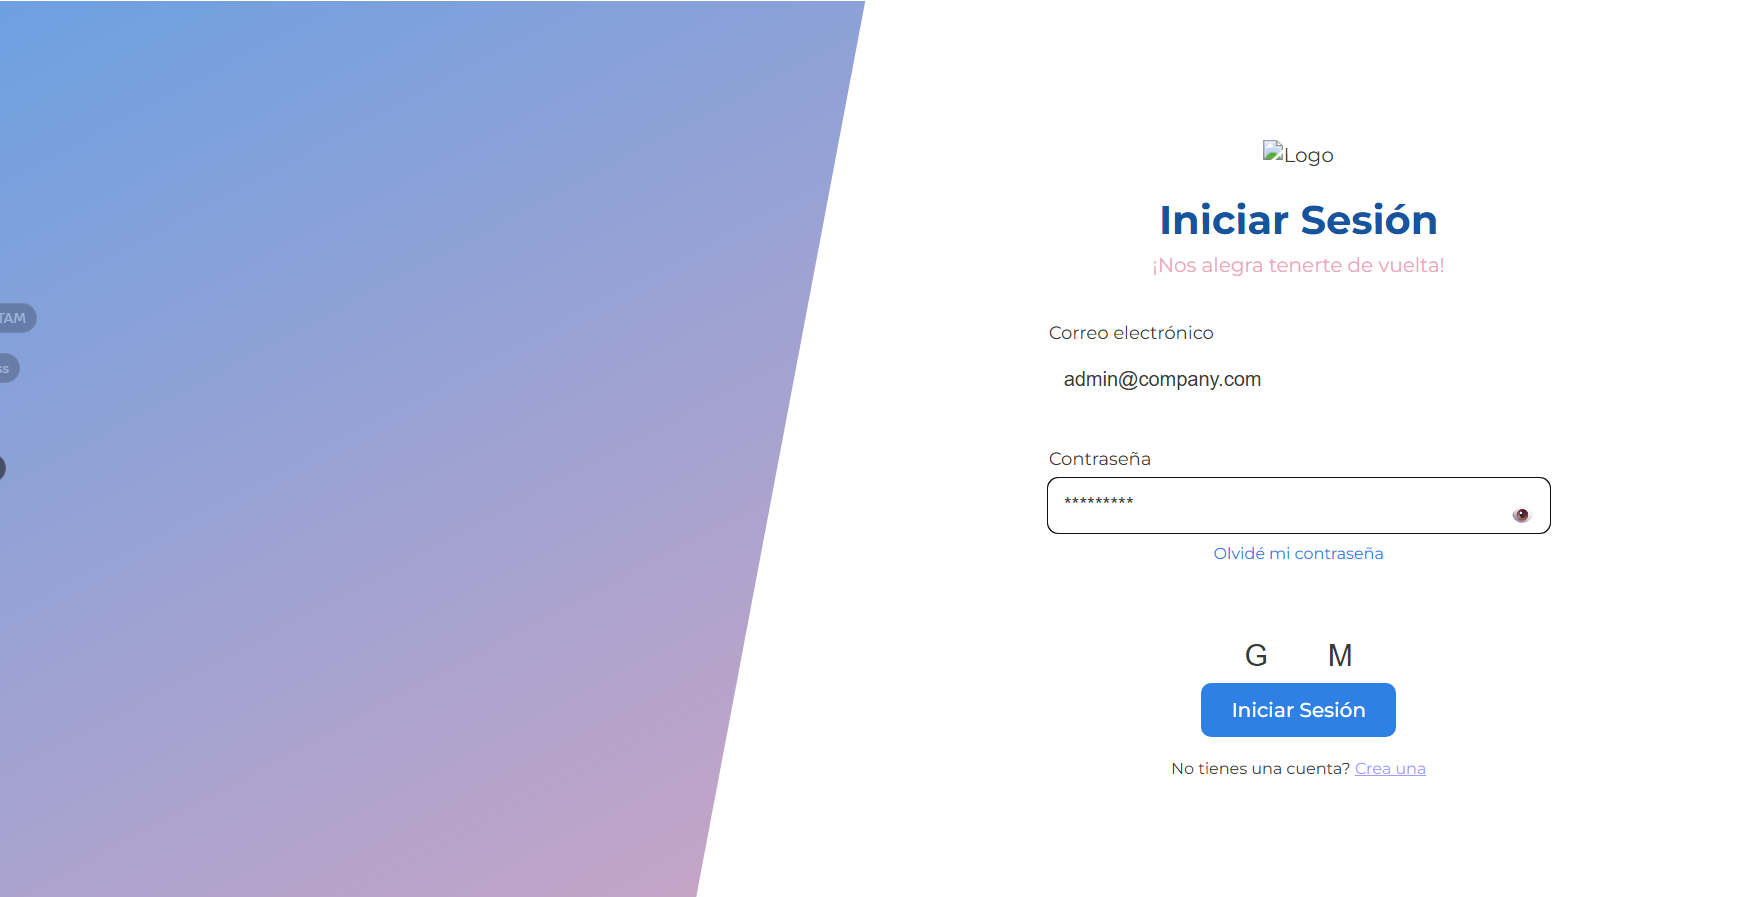 TAM
ss
Logo
Iniciar Sesión
¡Nos alegra tenerte de vuelta!
Correo electrónico
admin@company.com
Contraseña
*********
Olvidé mi contraseña
G M
Iniciar Sesión
No tienes una cuenta? Crea una